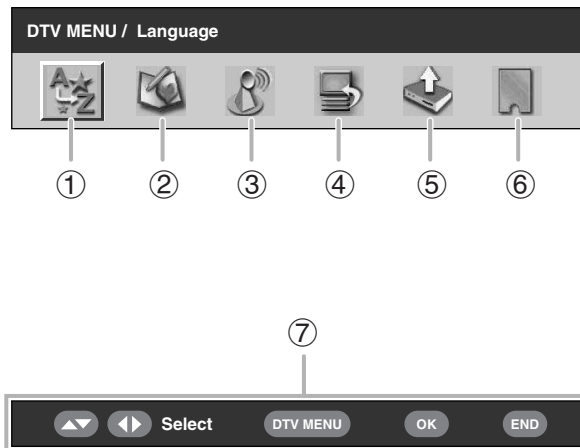 DTV MENU / Language
A Z
① ② ③ ④ ⑤ ⑥
⑦
Select DTV MENU OK END